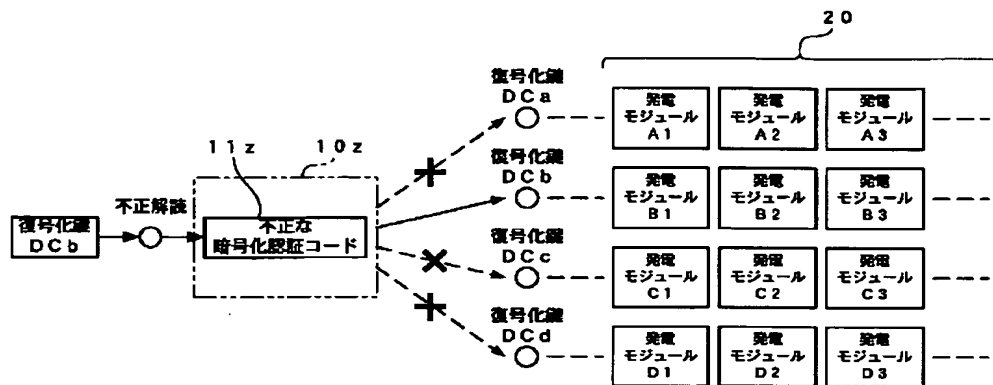 20
復号化鍵
DCa
発電
モジュール
A1
発電
モジュール
A2
発電
モジュール
A3
11z
10z
復号化鍵
DCb
発電
モジュール
B1
発電
モジュール
B2
発電
モジュール
B3
不正解読
復号化鍵
DCb
不正な
暗号化認証コード
復号化鍵
DCc
発電
モジュール
C1
発電
モジュール
C2
発電
モジュール
C3
復号化鍵
DCd
発電
モジュール
D1
発電
モジュール
D2
発電
モジュール
D3